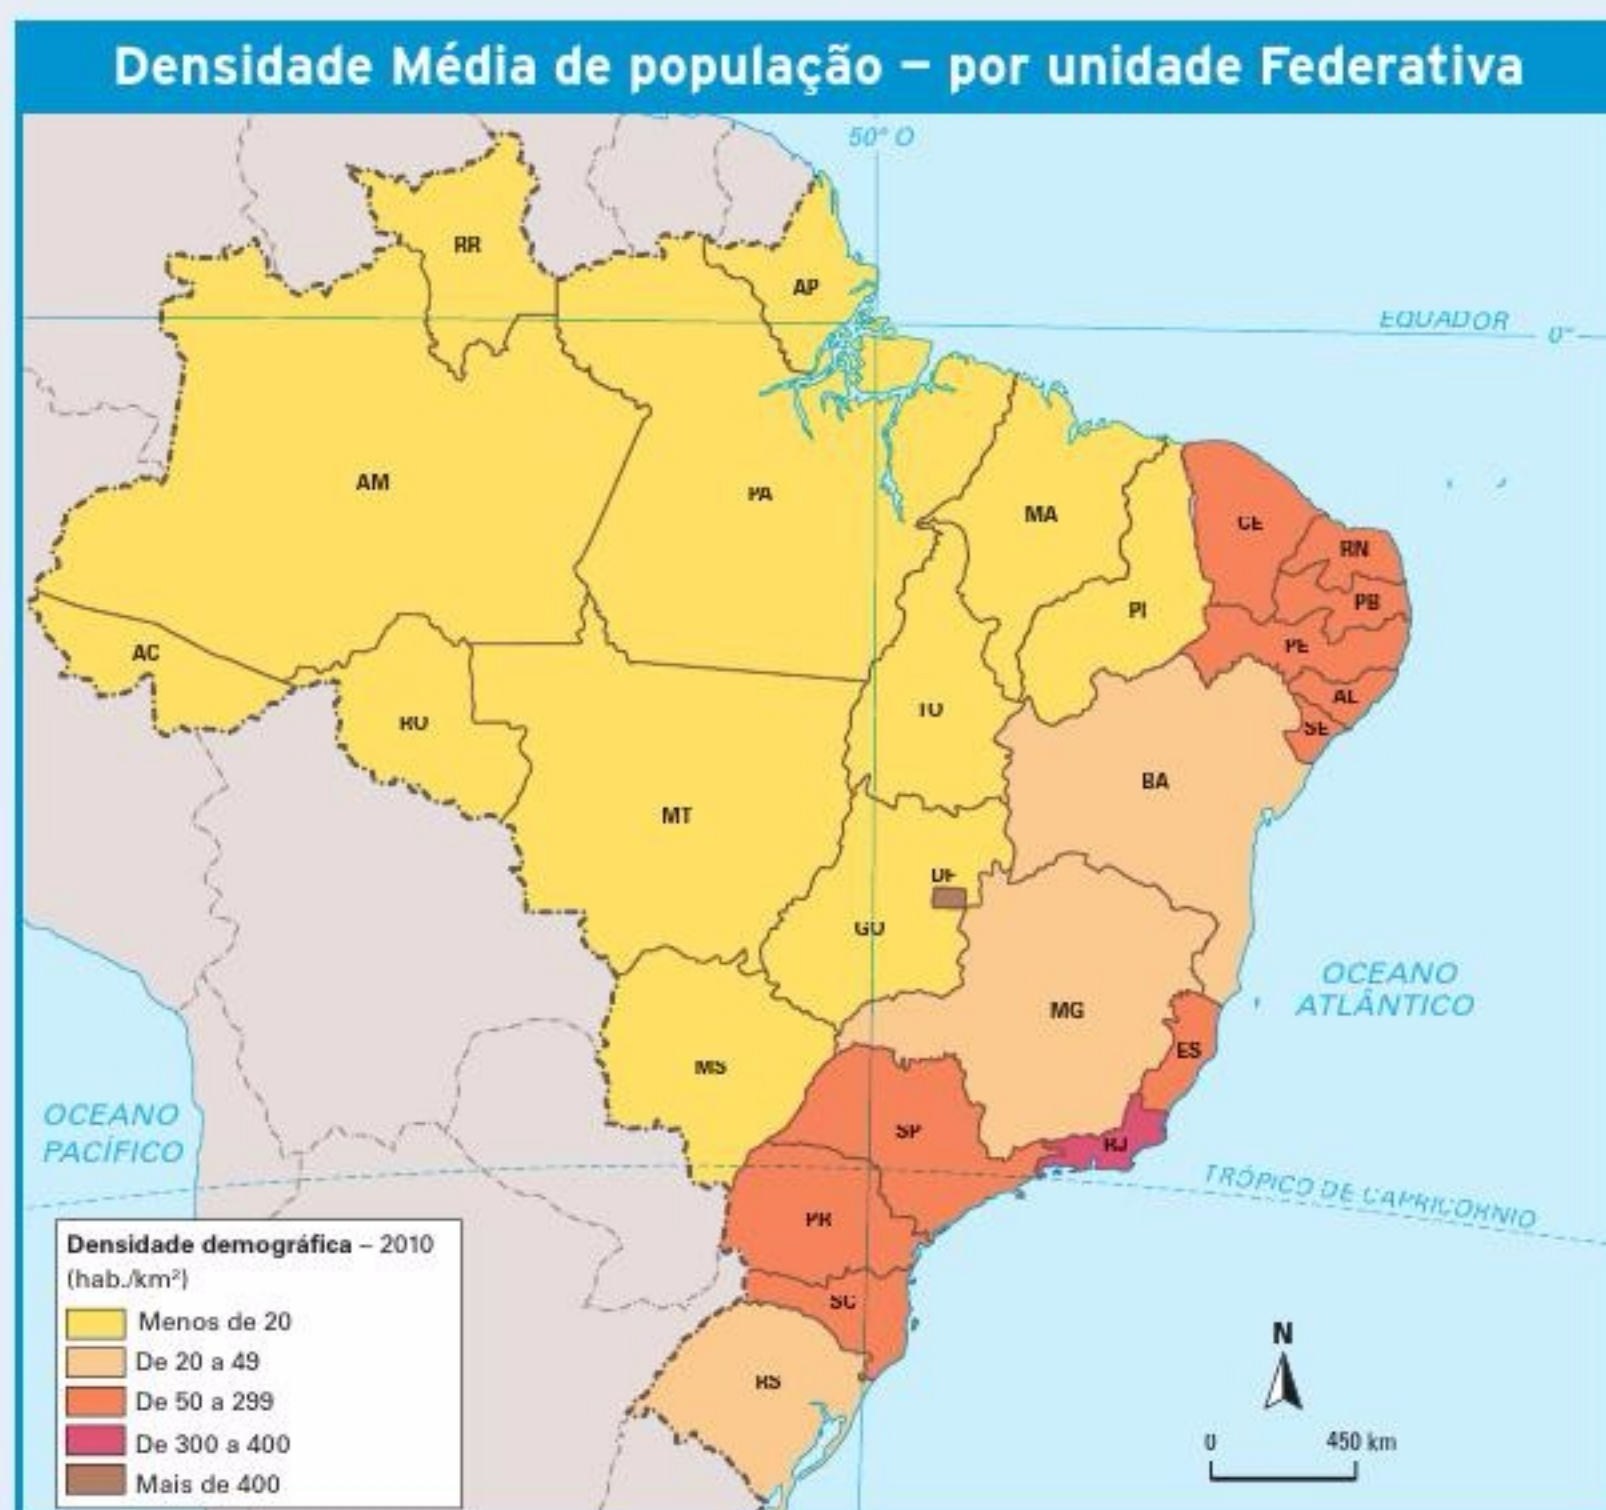 Densidade Média de população – por unidade Federativa
50° O
RR
AP
EQUADOR
0°
AM
PA
MA
CE
RN
PI
PB
PE
AC
AL
TO
RO
SE
BA
MT
DF
GO
OCEANO
ATLÂNTICO
MG
ES
MS
OCEANO
PACÍFICO
SP
RJ
TRÓPICO DE CAPRICÓRNIO
PR
SC
RS
Densidade demográfica – 2010
(hab./km²)
Menos de 20
De 20 a 49
De 50 a 299
De 300 a 400
Mais de 400
N
0 450 km